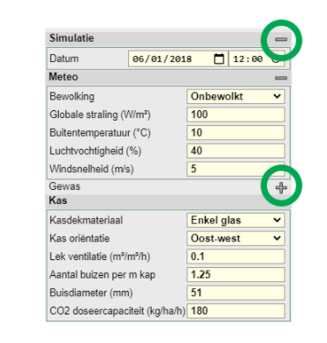 Simulatie
Datum 06/01/2018 12:00
Meteo
Bewolking Onbewolkt
Globale straling (W/m²) 100
Buitentemperatuur (°C) 10
Luchtvochtigheid (%) 40
Windsnelheid (m/s) 5
Gewas
Kas
Kasdekmateriaal Enkel glas
Kas oriëntatie Oost-west
Lek ventilatie (m³/m²/h) 0.1
Aantal buizen per m kap 1.25
Buisdiameter (mm) 51
CO2 doseercapaciteit (kg/ha/h) 180